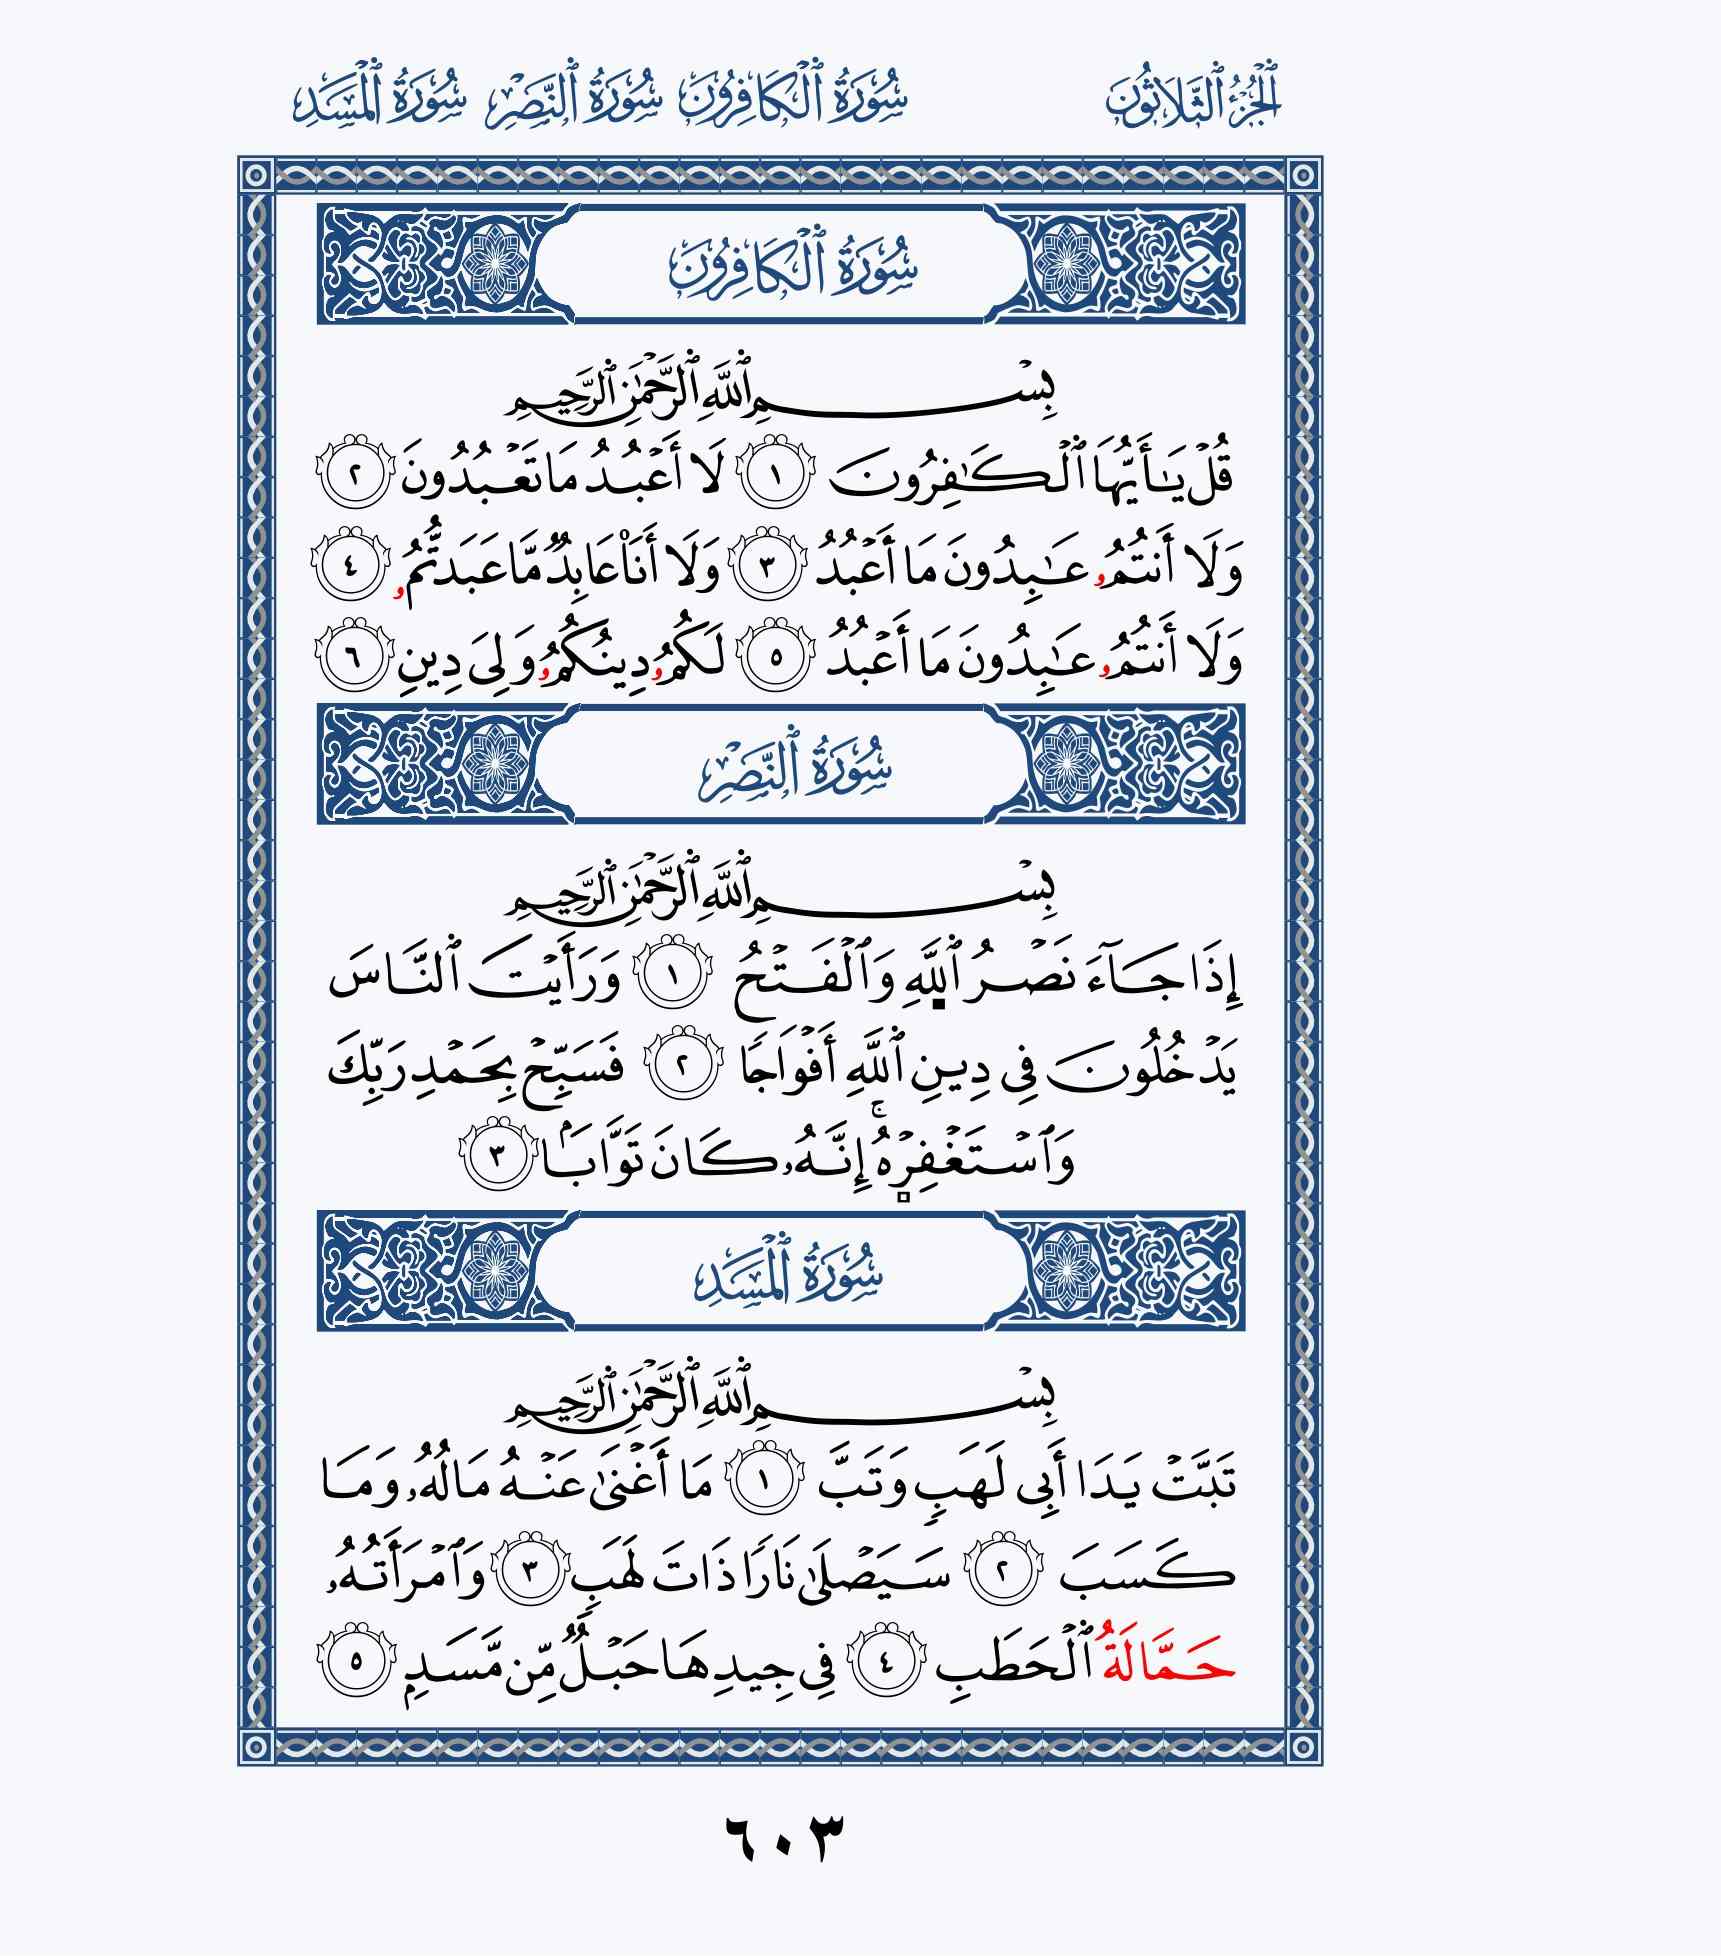 ٱلْجُزْءُ ٱلثَّلَاثُونَ سُورَةُ ٱلْكَافِرُونَ سُورَةُ ٱلنَّصْرِ سُورَةُ ٱلْمَسَدِ
سُورَةُ ٱلْكَافِرُونَ
بِسْمِ ٱللَّهِ ٱلرَّحْمَٰنِ ٱلرَّحِيمِ
قُلْ يَٰٓأَيُّهَا ٱلْكَٰفِرُونَ ١ لَا أَعْبُدُ مَا تَعْبُدُونَ ٢
وَلَا أَنتُمُۥ عَٰبِدُونَ مَا أَعْبُدُ ٣ وَلَا أَنَا۠ عَابِدٌ مَّا عَبَدتُّمُۥ ٤
وَلَا أَنتُمُۥ عَٰبِدُونَ مَا أَعْبُدُ ٥ لَكُمُۥ دِينُكُمُۥ وَلِى دِينِ ٦
سُورَةُ ٱلنَّصْرِ
بِسْمِ ٱللَّهِ ٱلرَّحْمَٰنِ ٱلرَّحِيمِ
إِذَا جَآءَ نَصْرُ ٱللَّهِ وَٱلْفَتْحُ ١ وَرَأَيْتَ ٱلنَّاسَ
يَدْخُلُونَ فِى دِينِ ٱللَّهِ أَفْوَاجًا ٢ فَسَبِّحْ بِحَمْدِ رَبِّكَ
وَٱسْتَغْفِرْهُ ۚ إِنَّهُۥ كَانَ تَوَّابَۢا ٣
سُورَةُ ٱلْمَسَدِ
بِسْمِ ٱللَّهِ ٱلرَّحْمَٰنِ ٱلرَّحِيمِ
تَبَّتْ يَدَا أَبِى لَهَبٍ وَتَبَّ ١ مَا أَغْنَىٰ عَنْهُ مَالُهُۥ وَمَا
كَسَبَ ٢ سَيَصْلَىٰ نَارًا ذَاتَ لَهَبٍ ٣ وَٱمْرَأَتُهُۥ
حَمَّالَةُ ٱلْحَطَبِ ٤ فِى جِيدِهَا حَبْلٌ مِّن مَّسَدٍ ٥
٦٠٣